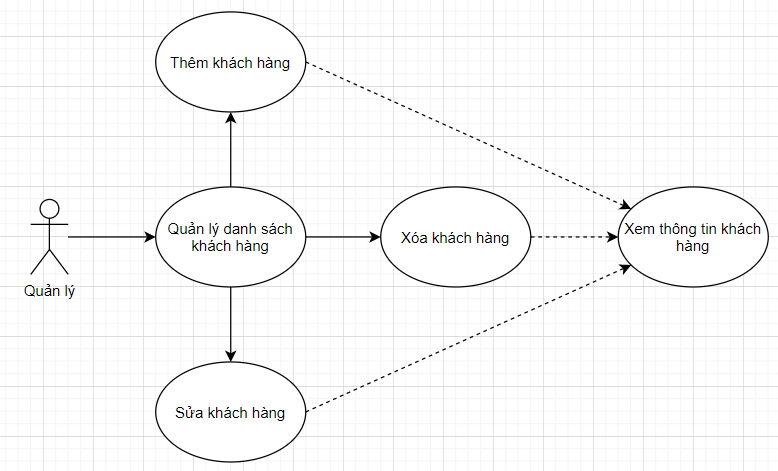 Thêm khách hàng
Quản lý danh sách
khách hàng
Xóa khách hàng
Xem thông tin khách
hàng
Quản lý
Sửa khách hàng